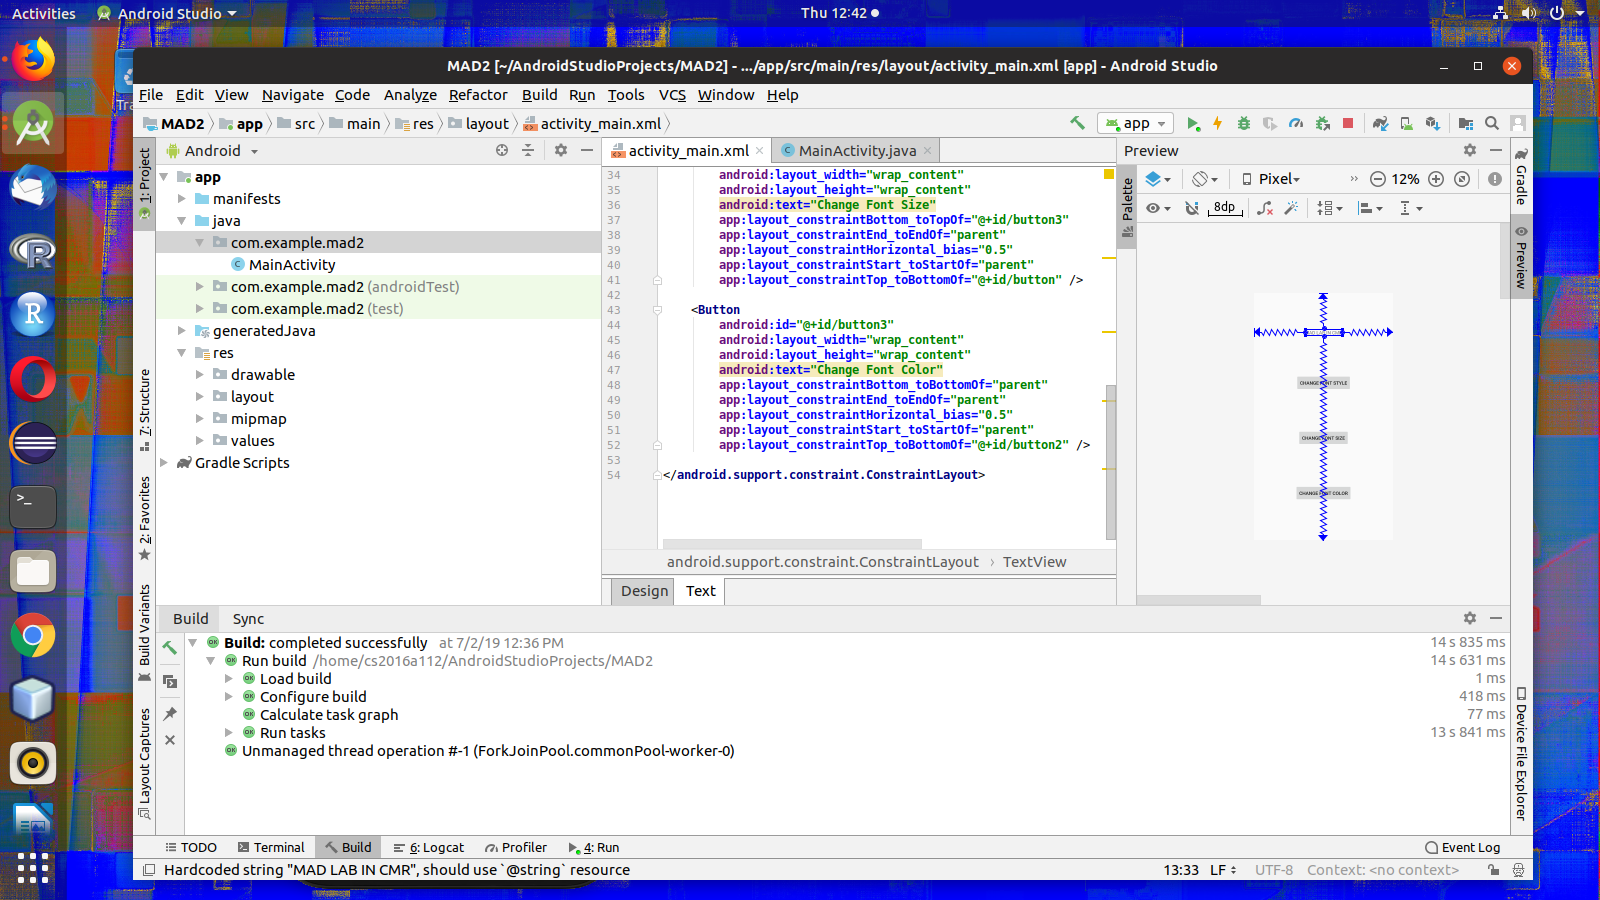 Activities Android Studio Thu 12:42
MAD2 [~/AndroidStudioProjects/MAD2] - .../app/src/main/res/layout/activity_main.xml [app] - Android Studio
File Edit View Navigate Code Analyze Refactor Build Run Tools VCS Window Help
MAD2 app src main res layout activity_main.xml app
1: Project
Android
app
manifests
java
com.example.mad2
MainActivity
com.example.mad2 (androidTest)
com.example.mad2 (test)
generatedJava
res
drawable
layout
mipmap
values
Gradle Scripts
7: Structure
2: Favorites
Build Variants
Layout Captures
activity_main.xml MainActivity.java
34 android:layout_width="wrap_content"
35 android:layout_height="wrap_content"
36 android:text="Change Font Size"
37 app:layout_constraintBottom_toTopOf="@+id/button3"
38 app:layout_constraintEnd_toEndOf="parent"
39 app:layout_constraintHorizontal_bias="0.5"
40 app:layout_constraintStart_toStartOf="parent"
41 app:layout_constraintTop_toBottomOf="@+id/button" />
42
43 <Button
44 android:id="@+id/button3"
45 android:layout_width="wrap_content"
46 android:layout_height="wrap_content"
47 android:text="Change Font Color"
48 app:layout_constraintBottom_toBottomOf="parent"
49 app:layout_constraintEnd_toEndOf="parent"
50 app:layout_constraintHorizontal_bias="0.5"
51 app:layout_constraintStart_toStartOf="parent"
52 app:layout_constraintTop_toBottomOf="@+id/button2" />
53
54 </android.support.constraint.ConstraintLayout>
android.support.constraint.ConstraintLayout › TextView
Design Text
Palette
Preview
Pixel 12%
8dp
CHANGE FONT STYLE
CHANGE FONT SIZE
CHANGE FONT COLOR
Gradle
Preview
Device File Explorer
Build Sync
Build: completed successfully at 7/2/19 12:36 PM 14 s 835 ms
Run build /home/cs2016a112/AndroidStudioProjects/MAD2 14 s 631 ms
Load build 1 ms
Configure build 418 ms
Calculate task graph 77 ms
Run tasks 13 s 841 ms
Unmanaged thread operation #-1 (ForkJoinPool.commonPool-worker-0)
TODO Terminal Build 6: Logcat Profiler 4: Run Event Log
Hardcoded string "MAD LAB IN CMR", should use `@string` resource 13:33 LF UTF-8 Context: <no context>